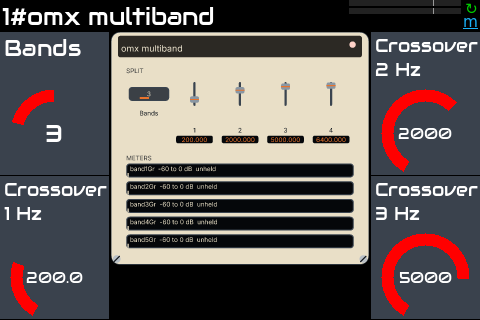 1#omx multiband
↻
m
Bands
3
Crossover
1 Hz
200.0
omx multiband
SPLIT
3
Bands
1 2 3 4
200.000 2000.000 5000.000 6400.000
METERS
band1Gr -60 to 0 dB unheld
band2Gr -60 to 0 dB unheld
band3Gr -60 to 0 dB unheld
band4Gr -60 to 0 dB unheld
band5Gr -60 to 0 dB unheld
Crossover
2 Hz
2000
Crossover
3 Hz
5000